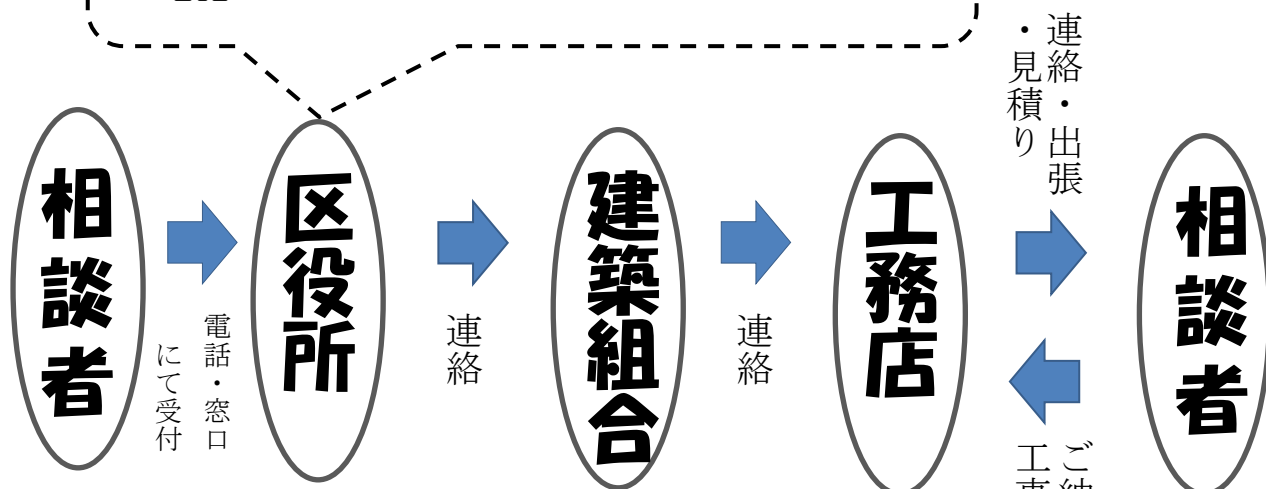 相談者
電話・窓口
にて受付
区役所
連絡
建築組合
連絡
工務店
連絡・出張
・見積り
相談者